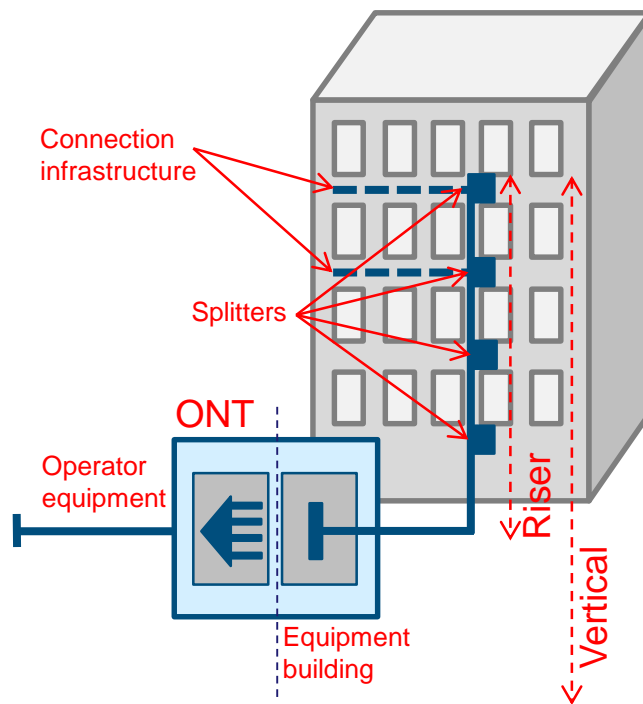 Connection
infrastructure
Splitters
ONT
Operator
equipment
Equipment
building
Riser
Vertical